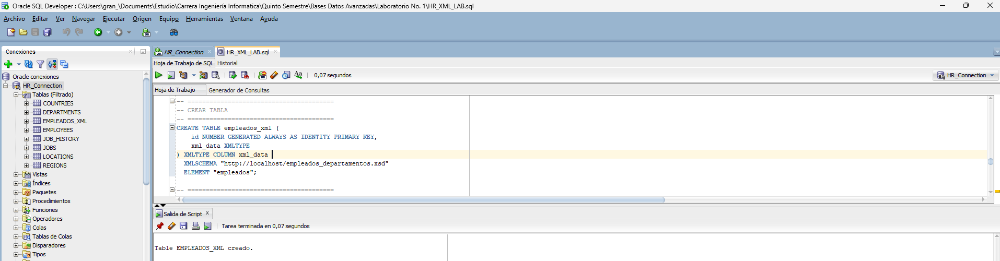 Oracle SQL Developer : C:\Users\gran_\Documents\Estudio\Carrera Ingeniería Informatica\Quinto Semestre\Bases Datos Avanzadas\Laboratorio No. 1\HR_XML_LAB.sql
Archivo Editar Ver Navegar Ejecutar Origen Equipo Herramientas Ventana Ayuda
Conexiones
Oracle conexiones
HR_Connection
Tablas (Filtrado)
COUNTRIES
DEPARTMENTS
EMPLEADOS_XML
EMPLOYEES
JOB_HISTORY
JOBS
LOCATIONS
REGIONS
Vistas
Índices
Paquetes
Procedimientos
Funciones
Operadores
Colas
Tablas de Colas
Disparadores
Tipos
HR_Connection HR_XML_LAB.sql
Hoja de Trabajo de SQL Historial
0,07 segundos
HR_Connection
Hoja de Trabajo Generador de Consultas
-- ========================================
-- CREAR TABLA
-- ========================================
CREATE TABLE empleados_xml (
    id NUMBER GENERATED ALWAYS AS IDENTITY PRIMARY KEY,
    xml_data XMLTYPE
) XMLTYPE COLUMN xml_data
  XMLSCHEMA "http://localhost/empleados_departamentos.xsd"
  ELEMENT "empleados";
-- ========================================
Salida de Script
Tarea terminada en 0,07 segundos
Table EMPLEADOS_XML creado.